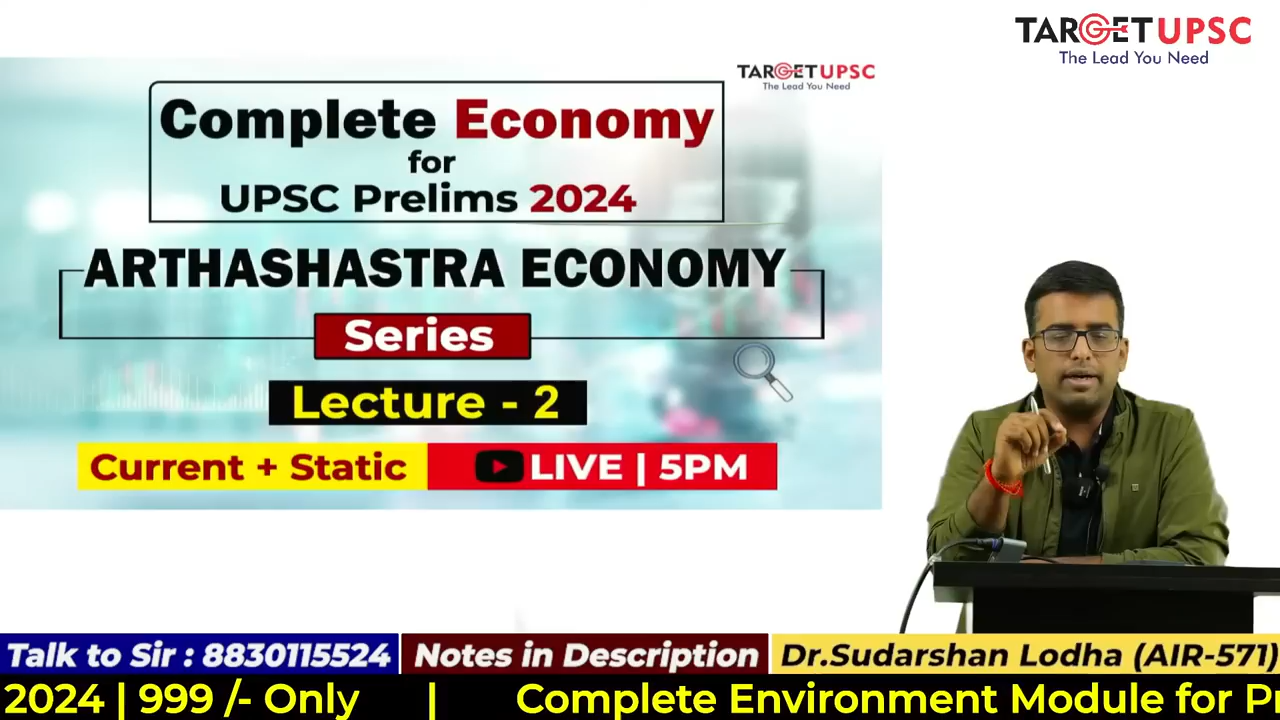 TARGETUPSC
The Lead You Need
TARGETUPSC
The Lead You Need
Complete Economy
for
UPSC Prelims 2024
ARTHASHASTRA ECONOMY
Series
Lecture - 2
Current + Static
LIVE | 5PM
Talk to Sir : 8830115524
Notes in Description
Dr.Sudarshan Lodha (AIR-571)
2024 | 999 /- Only | Complete Environment Module for